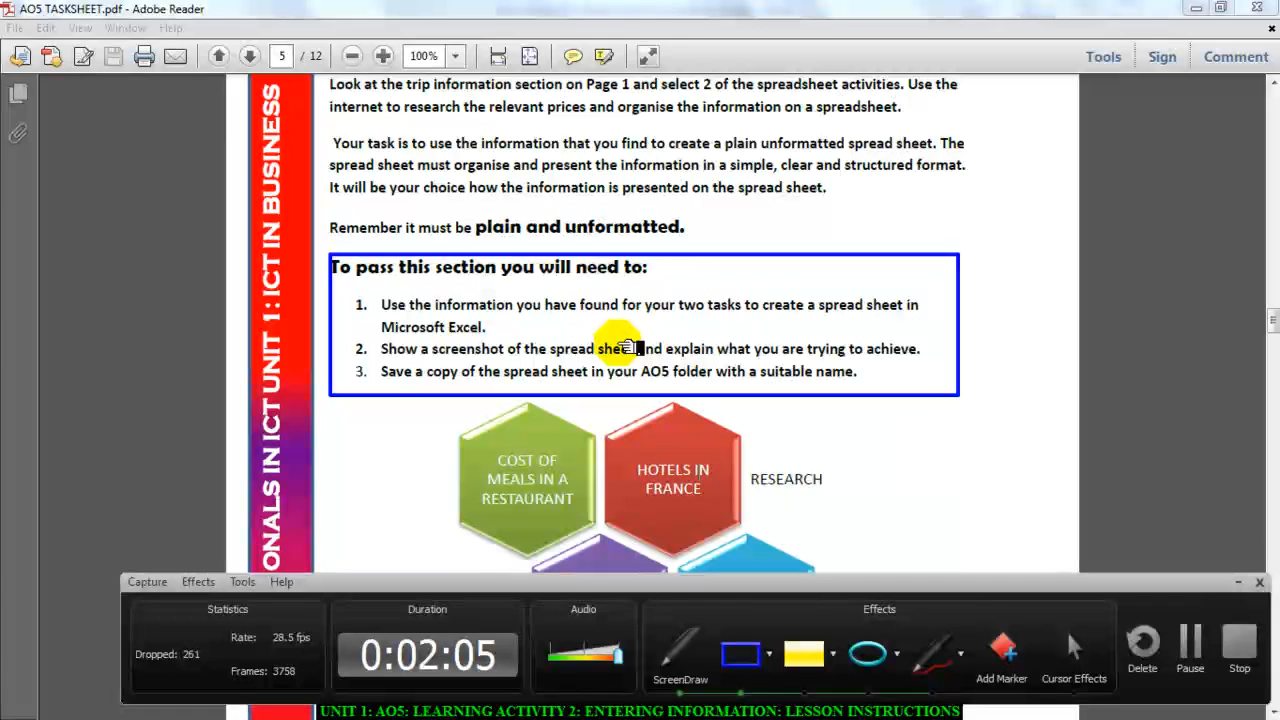 AO5 TASKSHEET.pdf - Adobe Reader
File Edit View Window Help
5 / 12 100% Tools Sign Comment
Look at the trip information section on Page 1 and select 2 of the spreadsheet activities. Use the
internet to research the relevant prices and organise the information on a spreadsheet.
Your task is to use the information that you find to create a plain unformatted spread sheet. The
spread sheet must organise and present the information in a simple, clear and structured format.
It will be your choice how the information is presented on the spread sheet.
Remember it must be plain and unformatted.
To pass this section you will need to:
1. Use the information you have found for your two tasks to create a spread sheet in
Microsoft Excel.
2. Show a screenshot of the spread sheet and explain what you are trying to achieve.
3. Save a copy of the spread sheet in your AO5 folder with a suitable name.
ONALS IN ICT UNIT 1: ICT IN BUSINESS
COST OF
MEALS IN A
RESTAURANT
HOTELS IN
FRANCE
RESEARCH
Capture Effects Tools Help
Statistics
Rate: 28.5 fps
Dropped: 261
Frames: 3758
Duration
0:02:05
Audio
Effects
ScreenDraw
Add Marker
Cursor Effects
Delete
Pause
Stop
UNIT 1: AO5: LEARNING ACTIVITY 2: ENTERING INFORMATION: LESSON INSTRUCTIONS